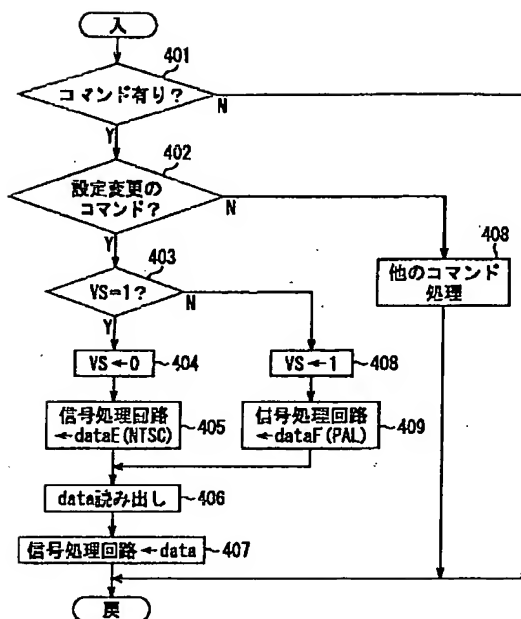 入
401
コマンド有り?
N
Y
402
設定変更の
コマンド?
N
Y
403
VS=1?
N
Y
408
他のコマンド
処理
VS←0
404
VS←1
408
信号処理回路
←dataE(NTSC)
405
信号処理回路
←dataF(PAL)
409
data読み出し
406
信号処理回路←data
407
戻